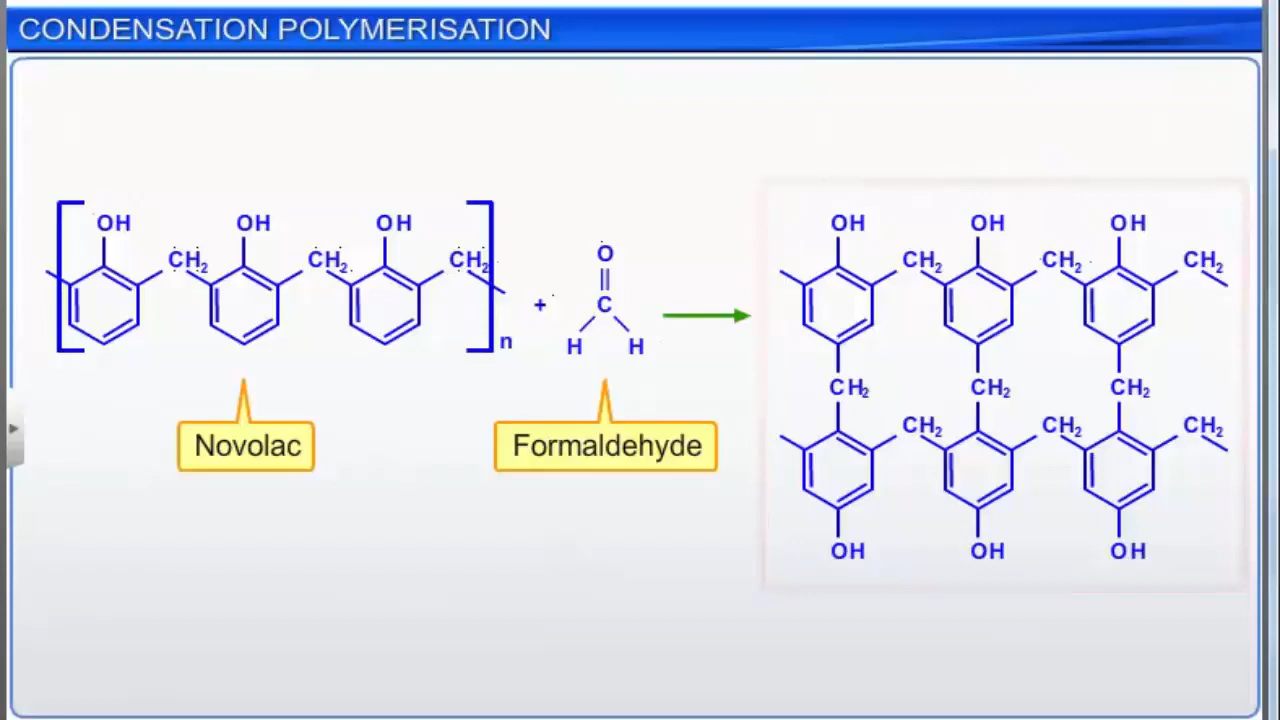 CONDENSATION POLYMERISATION
OH OH OH
CH2 CH2 CH2
n
+
O
C
H H
Novolac
Formaldehyde
OH OH OH
CH2 CH2 CH2
CH2 CH2 CH2
CH2 CH2 CH2
OH OH OH